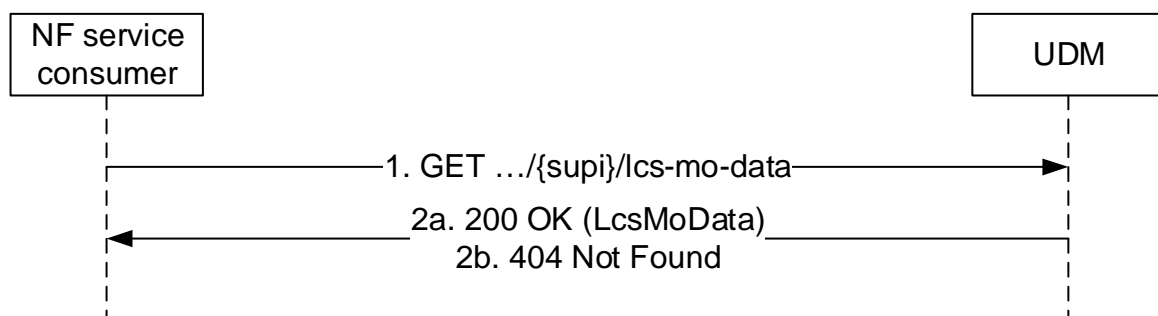 NF service
consumer
UDM
1. GET …/{supi}/lcs-mo-data
2a. 200 OK (LcsMoData)
2b. 404 Not Found